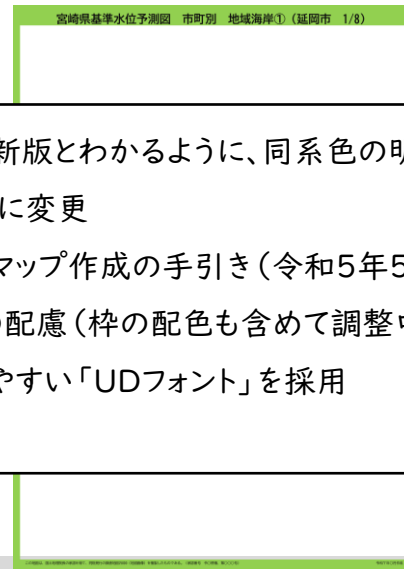 宮崎県基準水位予測図 市町別 地域海岸①(延岡市 1/8)
新版とわかるように、同系色の明
に変更
マップ作成の手引き(令和5年5
配慮(枠の配色も含めて調整
やすい「UDフォント」を採用